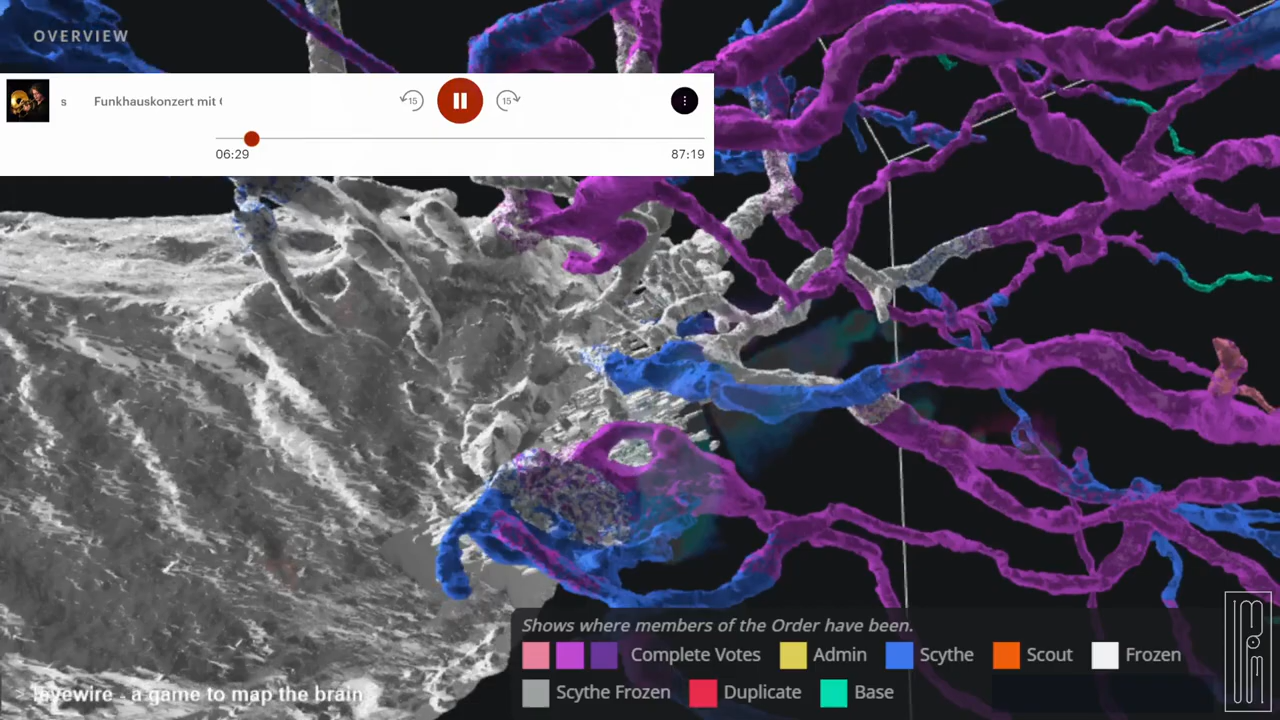 OVERVIEW
s Funkhauskonzert mit
15 15
06:29 87:19
Shows where members of the Order have been.
Complete Votes Admin Scythe Scout Frozen
Scythe Frozen Duplicate Base
> eyewire - a game to map the brain